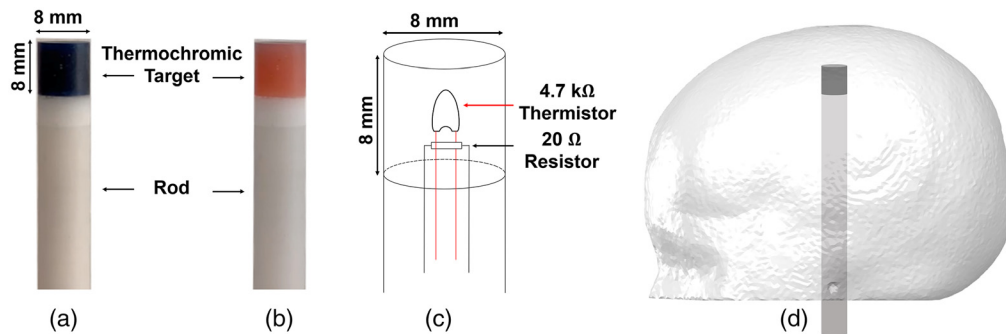 8 mm
8 mm
Thermochromic
Target
Rod
(a)
(b)
8 mm
8 mm
4.7 kΩ
Thermistor
20 Ω
Resistor
(c)
(d)